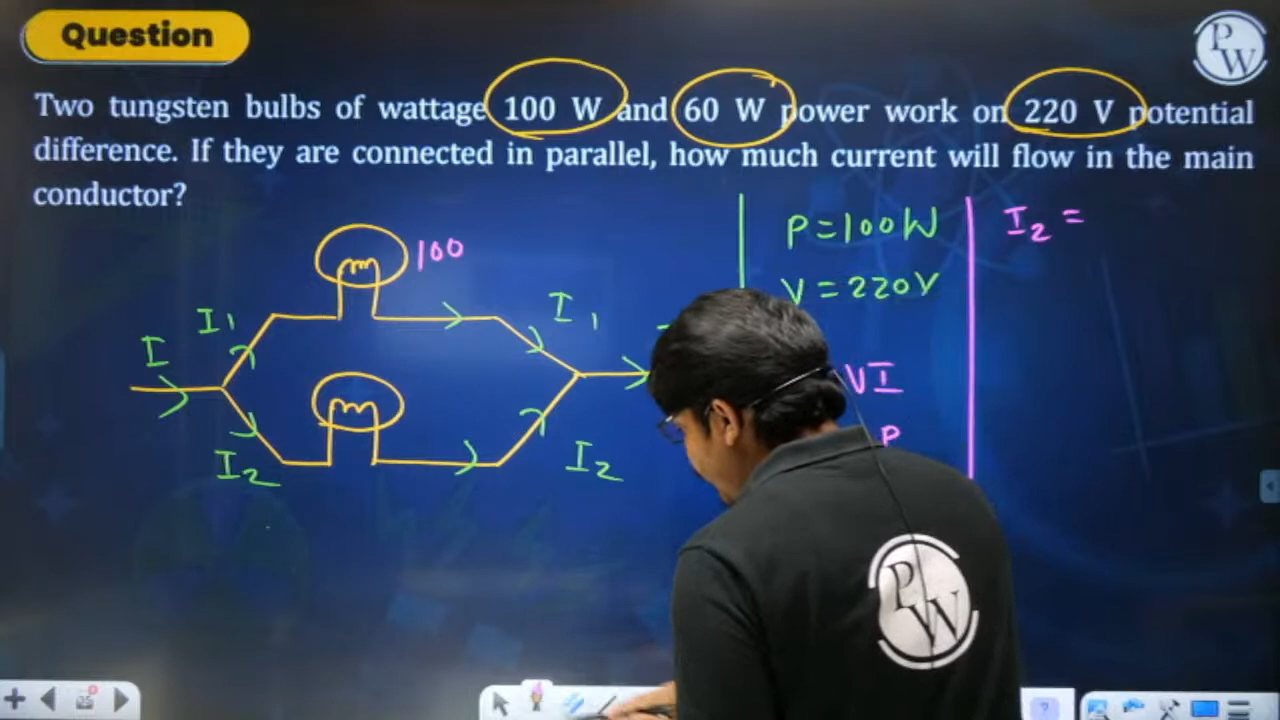 Question
PW
Two tungsten bulbs of wattage 100 W and 60 W power work on 220 V potential
difference. If they are connected in parallel, how much current will flow in the main
conductor?
100
I
I₁
I₁
I₂
I₂
P=100W
V=220V
VI
P
I₂ =
PW
25
?